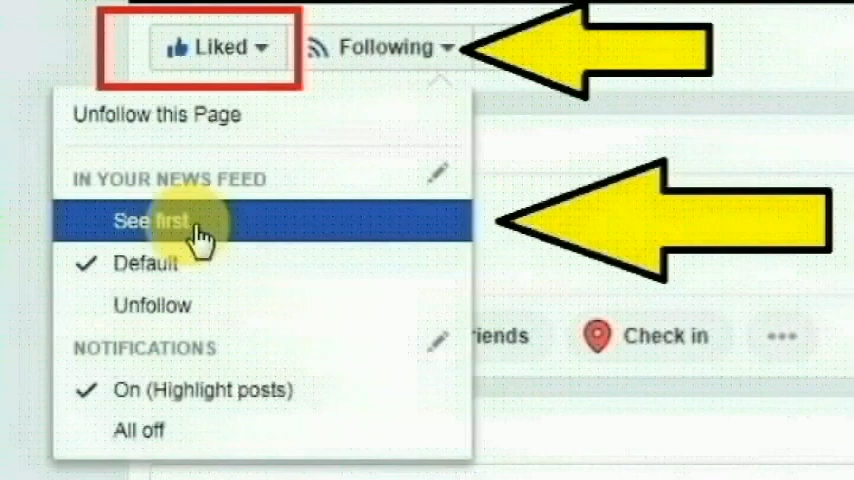 Liked Following
Unfollow this Page
IN YOUR NEWS FEED
See first
Default
Unfollow
riends Check in
NOTIFICATIONS
On (Highlight posts)
All off